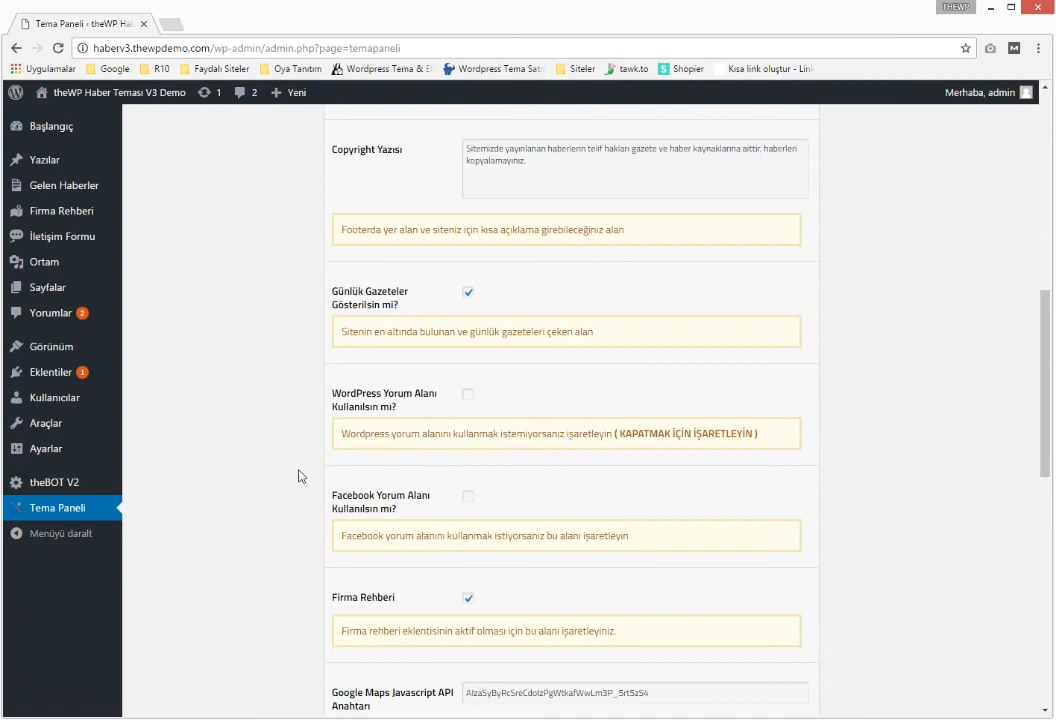 THEWP
Tema Paneli ‹ theWP Ha
haberv3.thewpdemo.com/wp-admin/admin.php?page=temapaneli
Uygulamalar Google R10 Faydalı Siteler Oya Tanıtım Wordpress Tema & E Wordpress Tema Satı Siteler tawk.to Shopier Kısa link oluştur - Lin
theWP Haber Teması V3 Demo 1 2 Yeni Merhaba, admin
Başlangıç
Yazılar
Gelen Haberler
Firma Rehberi
İletişim Formu
Ortam
Sayfalar
Yorumlar 2
Görünüm
Eklentiler 1
Kullanıcılar
Araçlar
Ayarlar
theBOT V2
Tema Paneli
Menüyü daralt
Copyright Yazısı
Sitemizde yayınlanan haberlerin telif hakları gazete ve haber kaynaklarına aittir, haberleri
kopyalamayınız.
Footerda yer alan ve siteniz için kısa açıklama girebileceğiniz alan
Günlük Gazeteler
Gösterilsin mi?
Sitenin en altında bulunan ve günlük gazeteleri çeken alan
WordPress Yorum Alanı
Kullanılsın mı?
Wordpress yorum alanını kullanmak istemiyorsanız işaretleyin ( KAPATMAK İÇİN İŞARETLEYİN )
Facebook Yorum Alanı
Kullanılsın mı?
Facebook yorum alanını kullanmak istiyorsanız bu alanı işaretleyin
Firma Rehberi
Firma rehberi eklentisinin aktif olması için bu alanı işaretleyiniz.
Google Maps Javascript API
Anahtarı